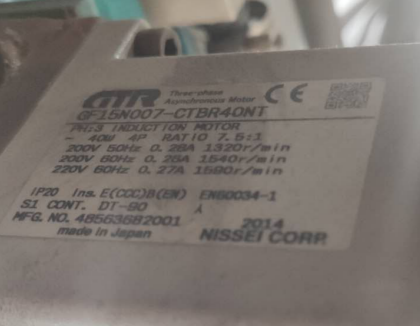 GTR Three-phase
Asynchronous Motor CE
GF15N007-CTBR40NT
PH:3 INDUCTION MOTOR
~ 40W 4P RATIO 7.5:1
200V 50Hz 0.28A 1320r/min
200V 60Hz 0.25A 1540r/min
220V 60Hz 0.27A 1590r/min
IP20 Ins. E(CCC)B(EN) EN60034-1
S1 CONT. DT-90 A
MFG. NO. 48563682001 2014
made in Japan NISSEI CORP.